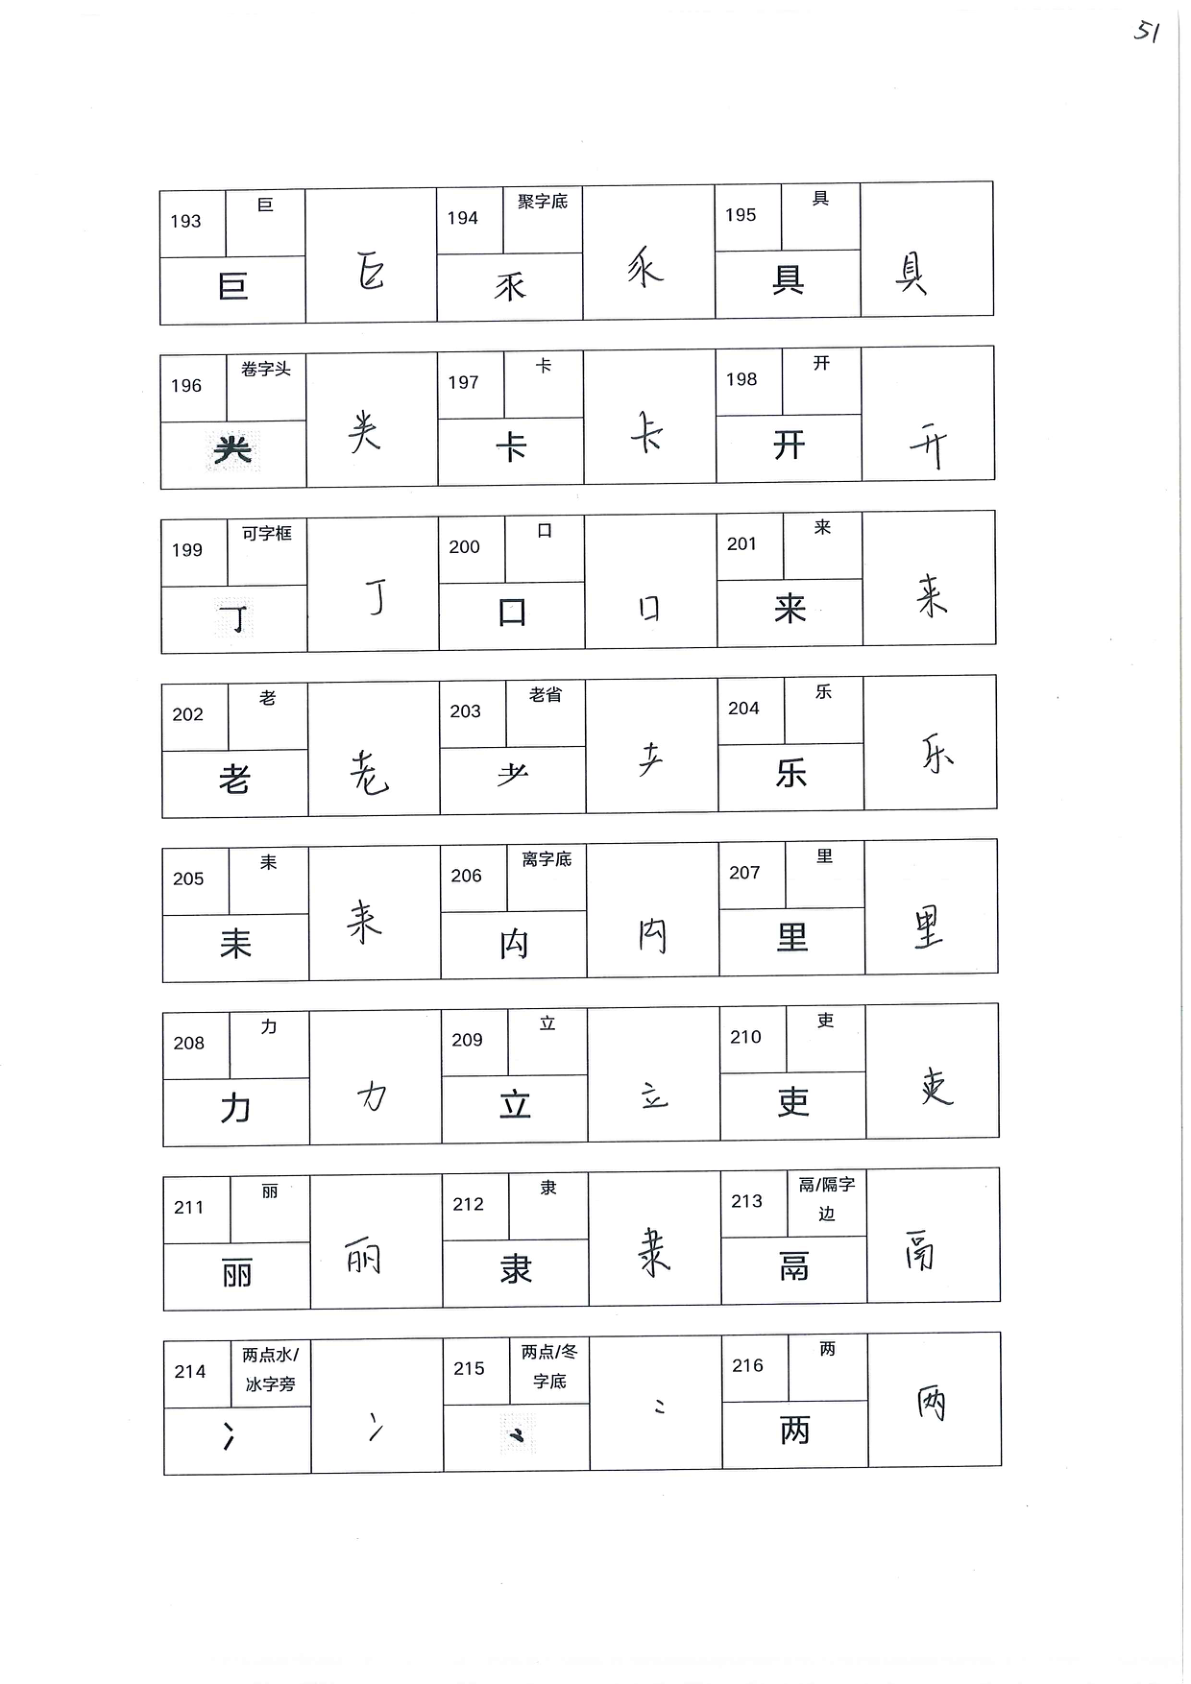 51
193 巨 194 聚字底 195 具
巨 巨 乑 乑 具 具
196 卷字头 197 卡 198 开
龹 龹 卡 卡 开 开
199 可字框 200 口 201 来
丁 丁 口 口 来 来
202 老 203 老省 204 乐
老 老 耂 耂 乐 乐
205 耒 206 离字底 207 里
耒 耒 禸 禸 里 里
208 力 209 立 210 吏
力 力 立 立 吏 吏
211 丽 212 隶 213 鬲/隔字
边
丽 丽 隶 隶 鬲 鬲
214 两点水/ 215 两点/冬 216 两
冰字旁 字底
冫 冫 ⺀ ⺀ 两 两